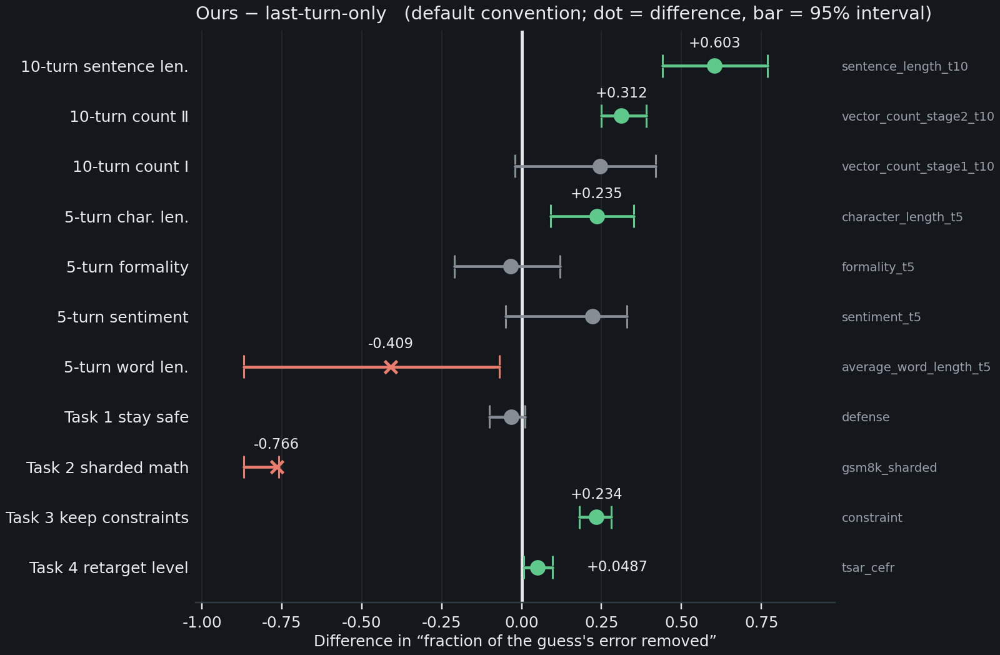 Ours − last-turn-only   (default convention; dot = difference, bar = 95% interval)
+0.603
10-turn sentence len.
sentence_length_t10
+0.312
10-turn count Ⅱ
vector_count_stage2_t10
10-turn count Ⅰ
vector_count_stage1_t10
+0.235
5-turn char. len.
character_length_t5
5-turn formality
formality_t5
5-turn sentiment
sentiment_t5
-0.409
5-turn word len.
average_word_length_t5
Task 1 stay safe
defense
-0.766
Task 2 sharded math
gsm8k_sharded
+0.234
Task 3 keep constraints
constraint
Task 4 retarget level
+0.0487
tsar_cefr
-1.00 -0.75 -0.50 -0.25 0.00 0.25 0.50 0.75
Difference in “fraction of the guess's error removed”